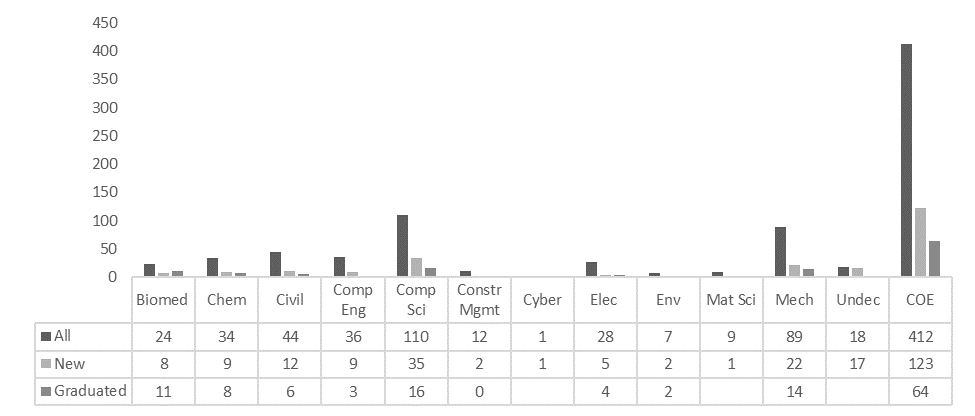 450
400
350
300
250
200
150
100
50
0
Biomed Chem Civil Comp Eng Comp Sci Constr Mgmt Cyber Elec Env Mat Sci Mech Undec COE
All 24 34 44 36 110 12 1 28 7 9 89 18 412
New 8 9 12 9 35 2 1 5 2 1 22 17 123
Graduated 11 8 6 3 16 0 4 2 14 64